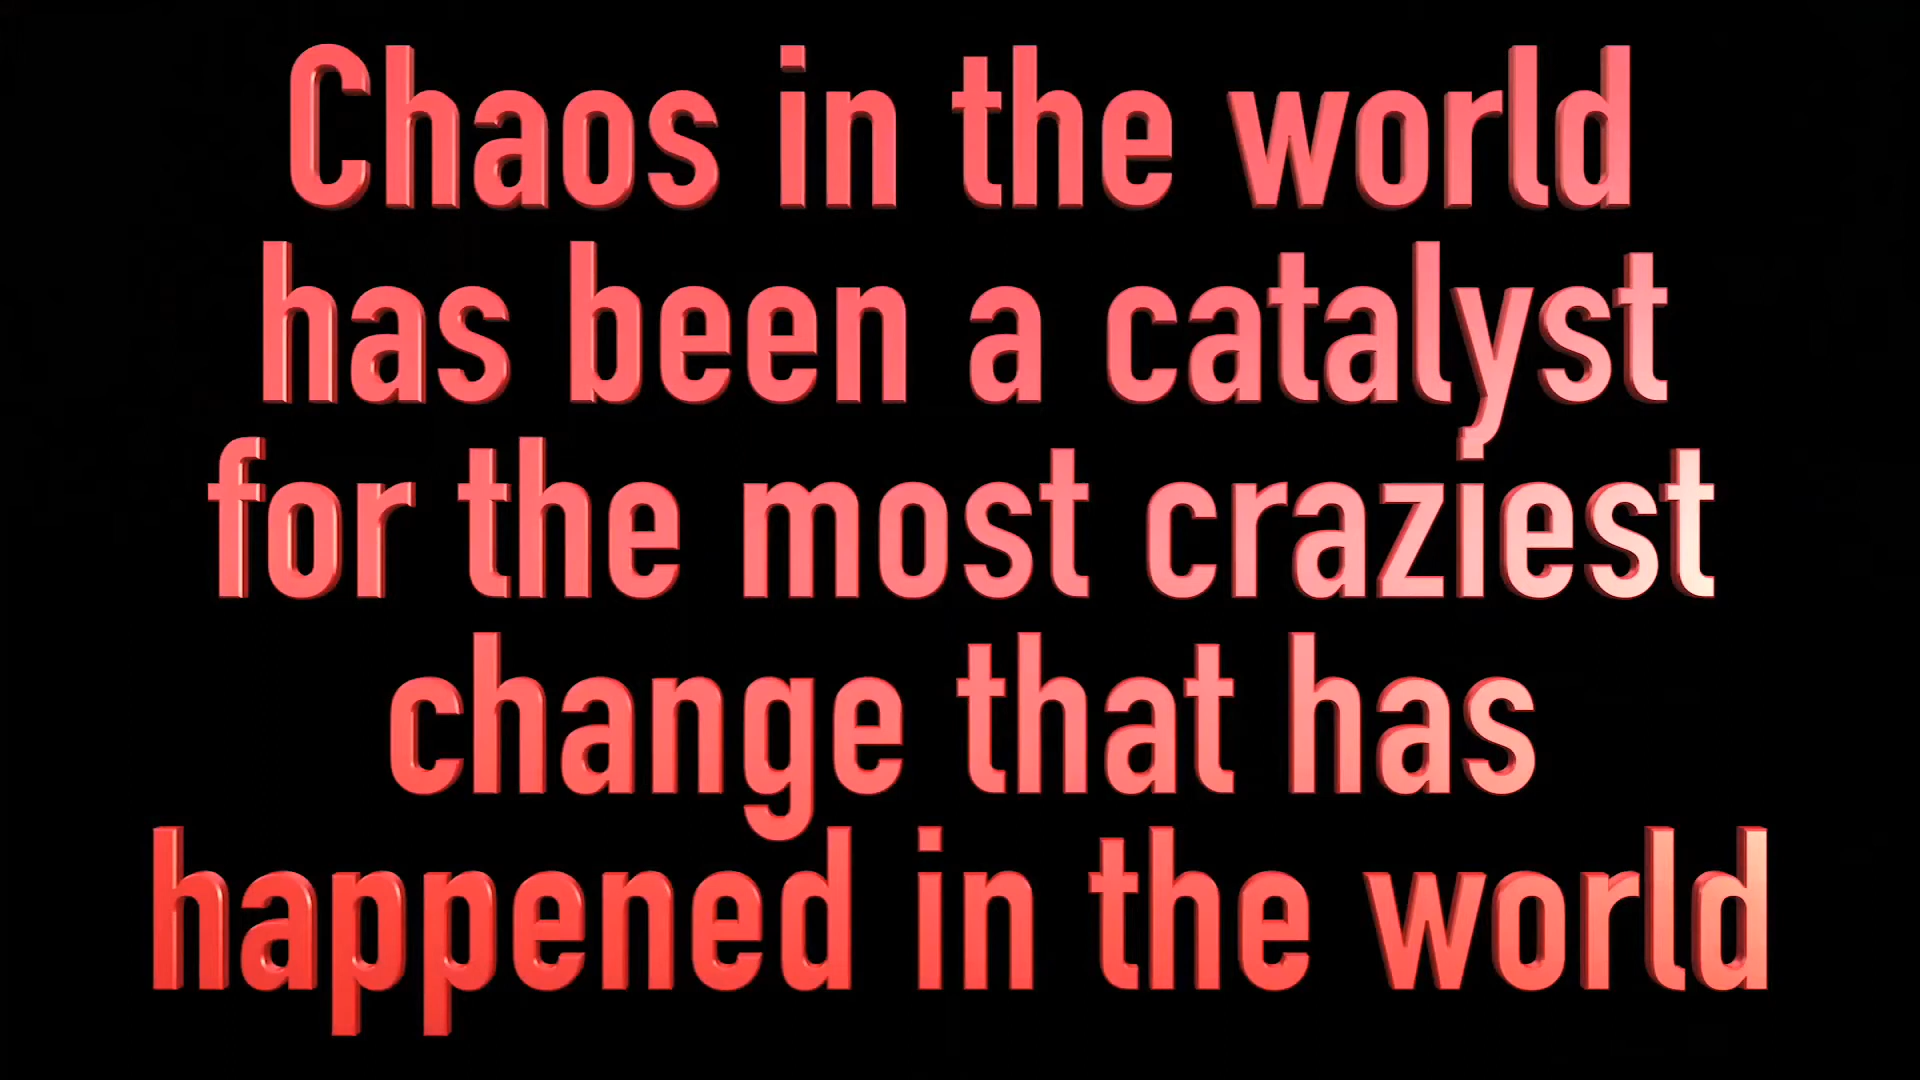 Chaos in the world
has been a catalyst
for the most craziest
change that has
happened in the world